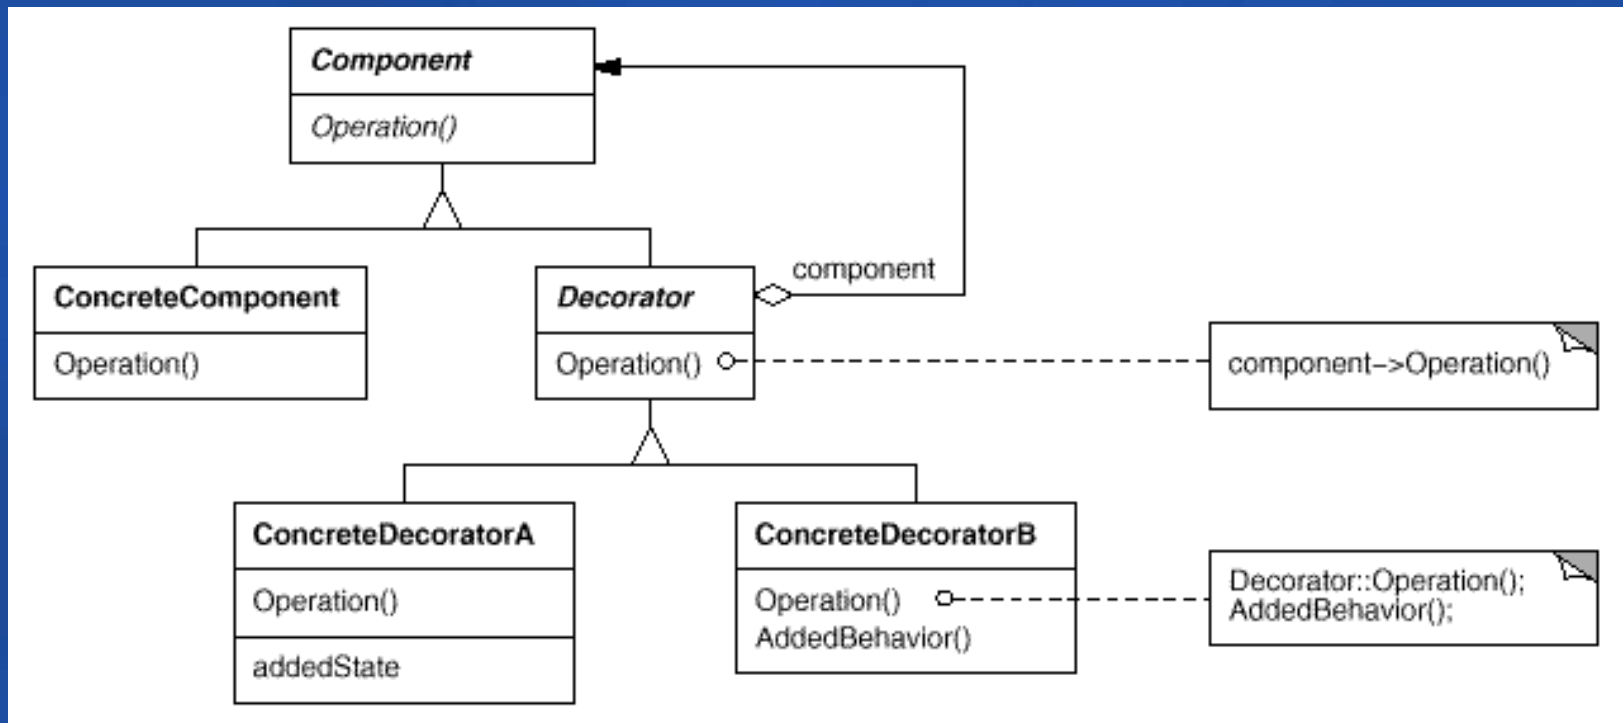 Component
Operation()
component
ConcreteComponent
Operation()
Decorator
Operation()
component–>Operation()
ConcreteDecoratorA
Operation()
addedState
ConcreteDecoratorB
Operation()
AddedBehavior()
Decorator::Operation();
AddedBehavior();